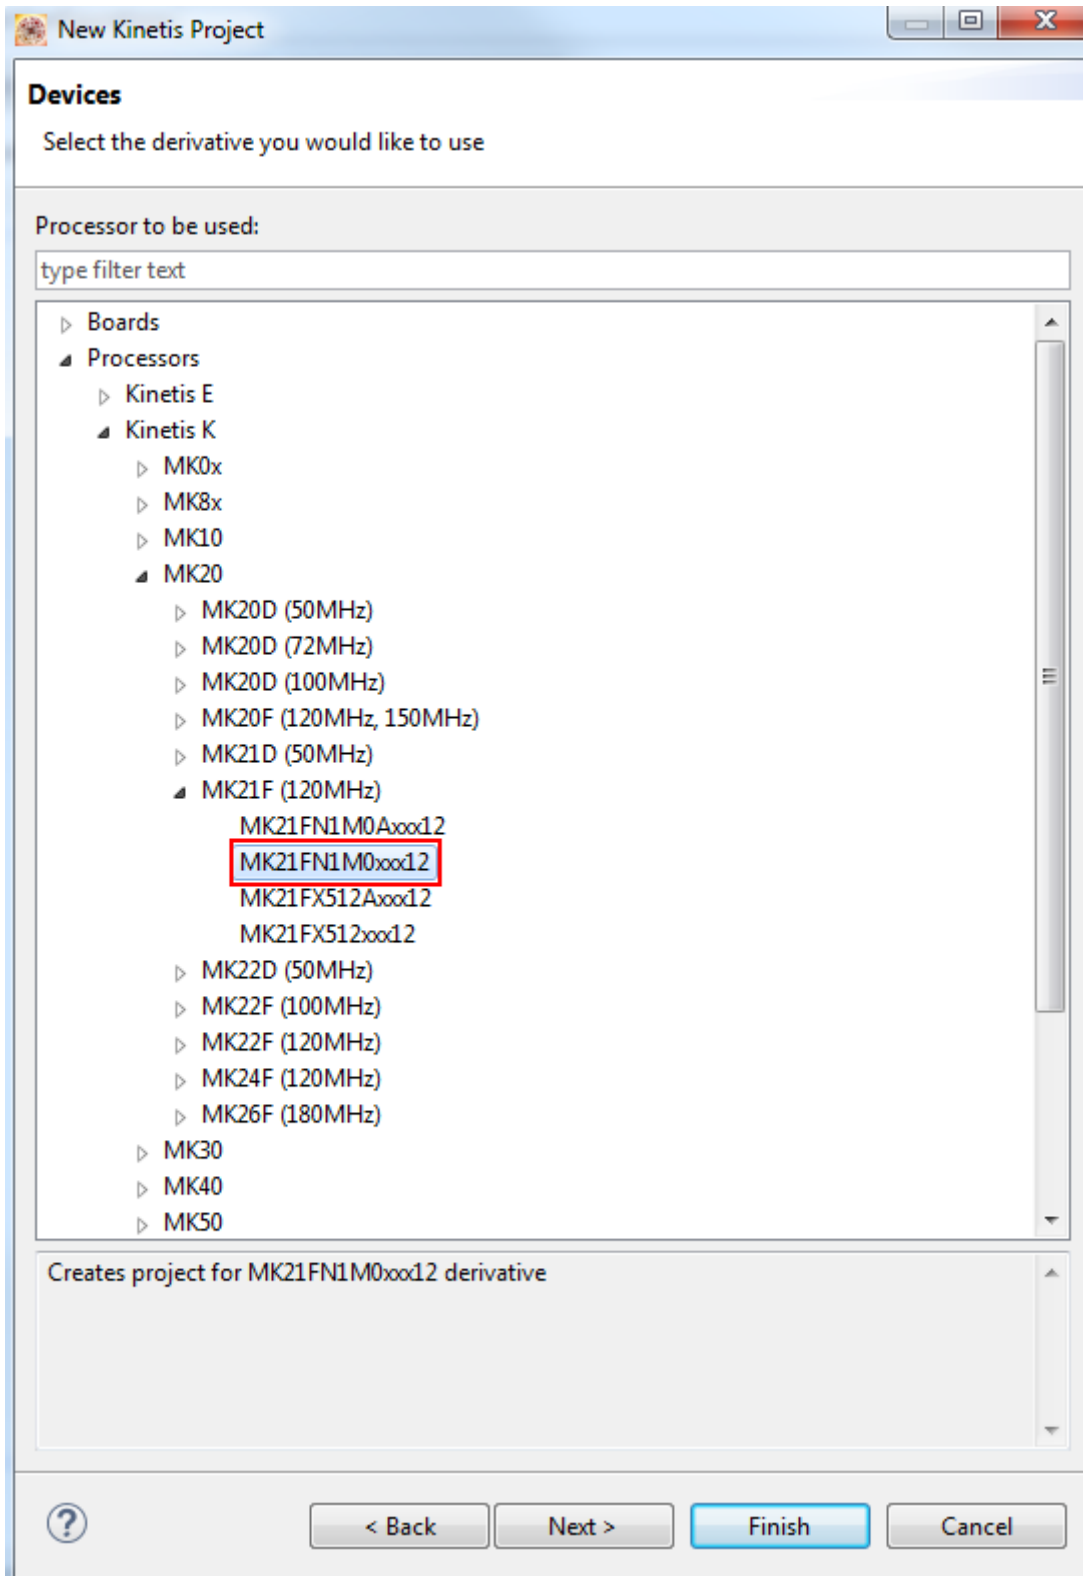 New Kinetis Project
Devices
Select the derivative you would like to use
Processor to be used:
type filter text
Boards
Processors
Kinetis E
Kinetis K
MK0x
MK8x
MK10
MK20
MK20D (50MHz)
MK20D (72MHz)
MK20D (100MHz)
MK20F (120MHz, 150MHz)
MK21D (50MHz)
MK21F (120MHz)
MK21FN1M0Axxx12
MK21FN1M0xxx12
MK21FX512Axxx12
MK21FX512xxx12
MK22D (50MHz)
MK22F (100MHz)
MK22F (120MHz)
MK24F (120MHz)
MK26F (180MHz)
MK30
MK40
MK50
Creates project for MK21FN1M0xxx12 derivative
? < Back Next > Finish Cancel